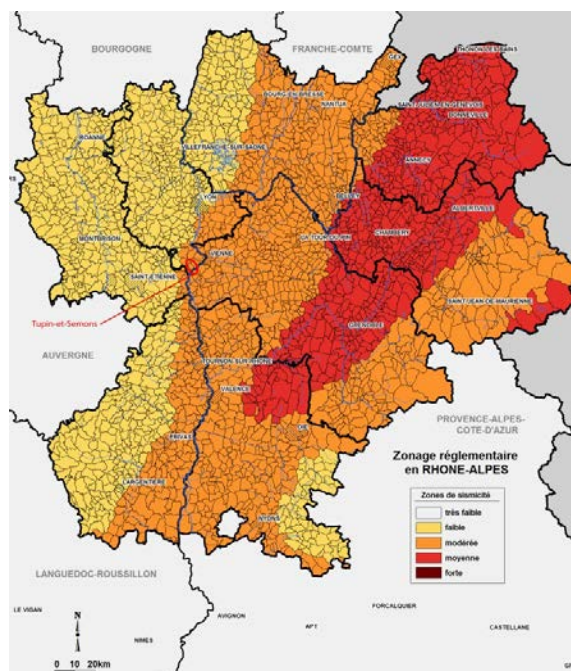 BOURGOGNE
FRANCHE-COMTE
THONON-LES-BAINS
GEX
BOURG-EN-BRESSE
NANTUA
SAINT-JULIEN-EN-GENEVOIS
BONNEVILLE
ROANNE
VILLEFRANCHE-SUR-SAONE
ANNECY
LYON
BELLEY
ALBERTVILLE
MONTBRISON
VIENNE
LA-TOUR-DU-PIN
CHAMBERY
SAINT-ETIENNE
SAINT-JEAN-DE-MAURIENNE
Tupin-et-Semons
GRENOBLE
AUVERGNE
TOURNON-SUR-RHONE
VALENCE
PROVENCE-ALPES-
COTE-D'AZUR
DIE
PRIVAS
Zonage réglementaire
en RHONE-ALPES
L'ARGENTIERE
Zones de sismicité
très faible
faible
modérée
moyenne
forte
NYONS
LANGUEDOC-ROUSSILLON
LE VIGAN
AVIGNON
FORCALQUIER
APT
CASTELLANE
N
NIMES
0 10 20km